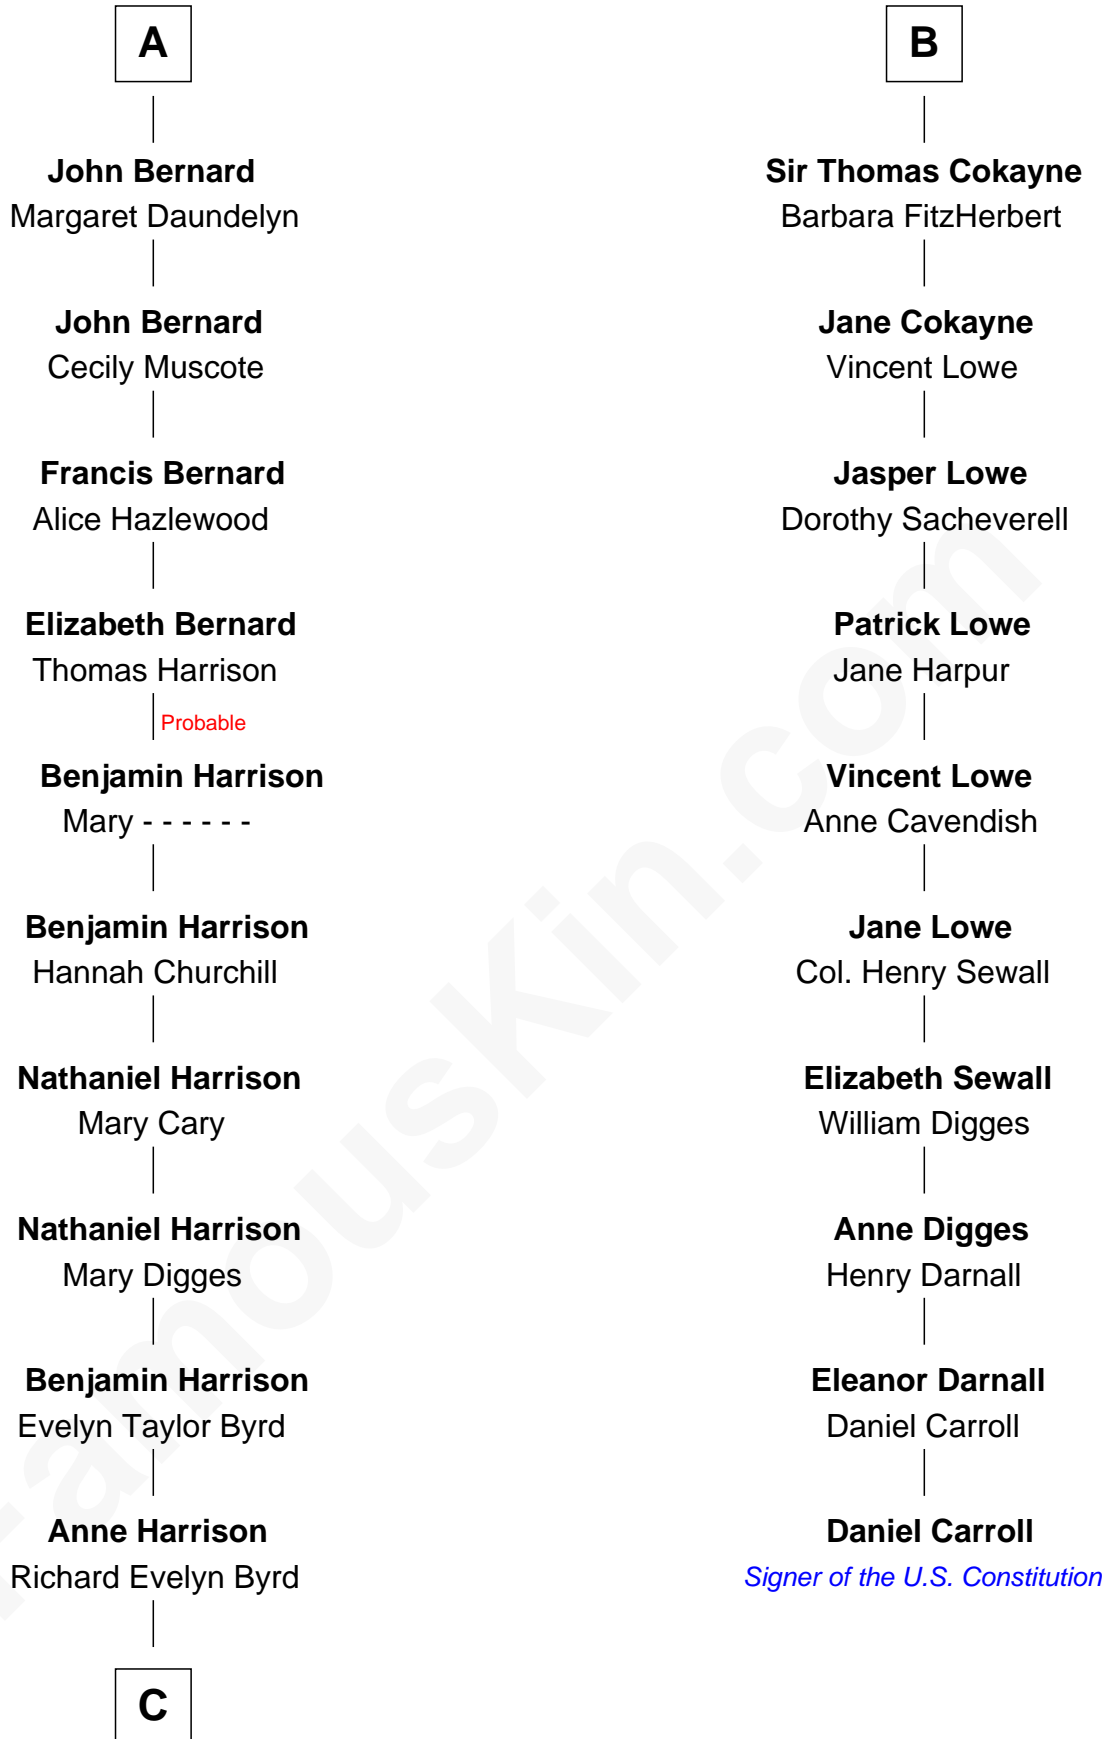 A
John Bernard
Margaret Daundelyn
John Bernard
Cecily Muscote
Francis Bernard
Alice Hazlewood
Elizabeth Bernard
Thomas Harrison
Probable
Benjamin Harrison
Mary - - - - - -
Benjamin Harrison
Hannah Churchill
Nathaniel Harrison
Mary Cary
Nathaniel Harrison
Mary Digges
Benjamin Harrison
Evelyn Taylor Byrd
Anne Harrison
Richard Evelyn Byrd
C
B
Sir Thomas Cokayne
Barbara FitzHerbert
Jane Cokayne
Vincent Lowe
Jasper Lowe
Dorothy Sacheverell
Patrick Lowe
Jane Harpur
Vincent Lowe
Anne Cavendish
Jane Lowe
Col. Henry Sewall
Elizabeth Sewall
William Digges
Anne Digges
Henry Darnall
Eleanor Darnall
Daniel Carroll
Daniel Carroll
Signer of the U.S. Constitution
FamousKin.com